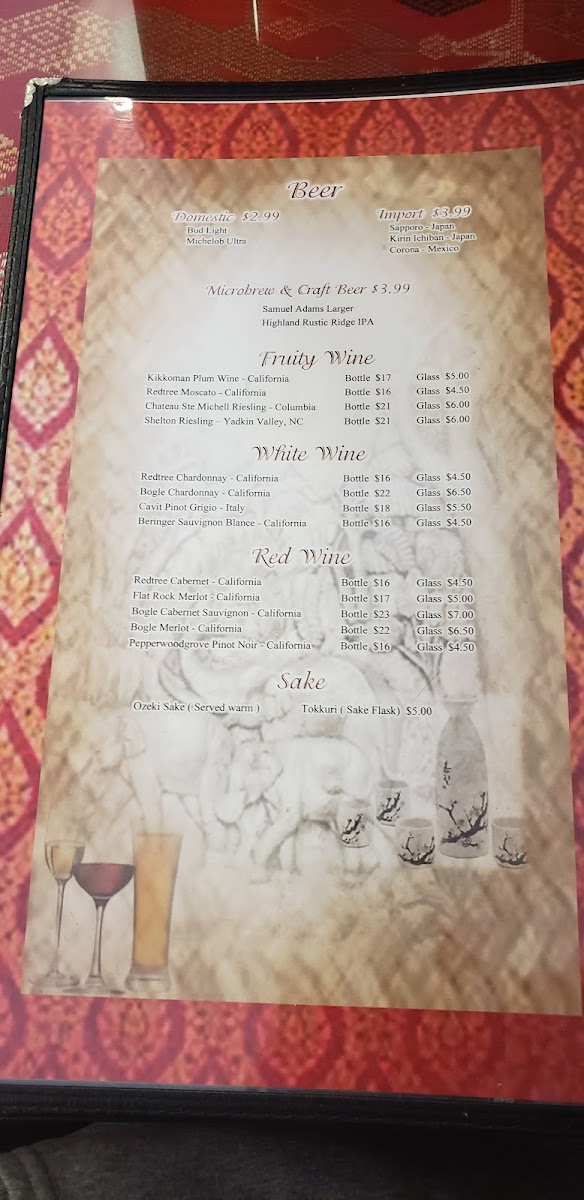 Beer
Domestic $2.99
Bud Light
Michelob Ultra
Import $3.99
Sapporo - Japan
Kirin Ichiban - Japan
Corona - Mexico
Microbrew & Craft Beer $3.99
Samuel Adams Larger
Highland Rustic Ridge IPA
Fruity Wine
Kikkoman Plum Wine - California Bottle $17 Glass $5.00
Redtree Moscato - California Bottle $16 Glass $4.50
Chateau Ste Michell Riesling - Columbia Bottle $21 Glass $6.00
Shelton Riesling – Yadkin Valley, NC Bottle $21 Glass $6.00
White Wine
Redtree Chardonnay - California Bottle $16 Glass $4.50
Bogle Chardonnay - California Bottle $22 Glass $6.50
Cavit Pinot Grigio - Italy Bottle $18 Glass $5.50
Beringer Sauvignon Blance - California Bottle $16 Glass $4.50
Red Wine
Redtree Cabernet - California Bottle $16 Glass $4.50
Flat Rock Merlot - California Bottle $17 Glass $5.00
Bogle Cabernet Sauvignon - California Bottle $23 Glass $7.00
Bogle Merlot - California Bottle $22 Glass $6.50
Pepperwoodgrove Pinot Noir - California Bottle $16 Glass $4.50
Sake
Ozeki Sake ( Served warm ) Tokkuri ( Sake Flask) $5.00